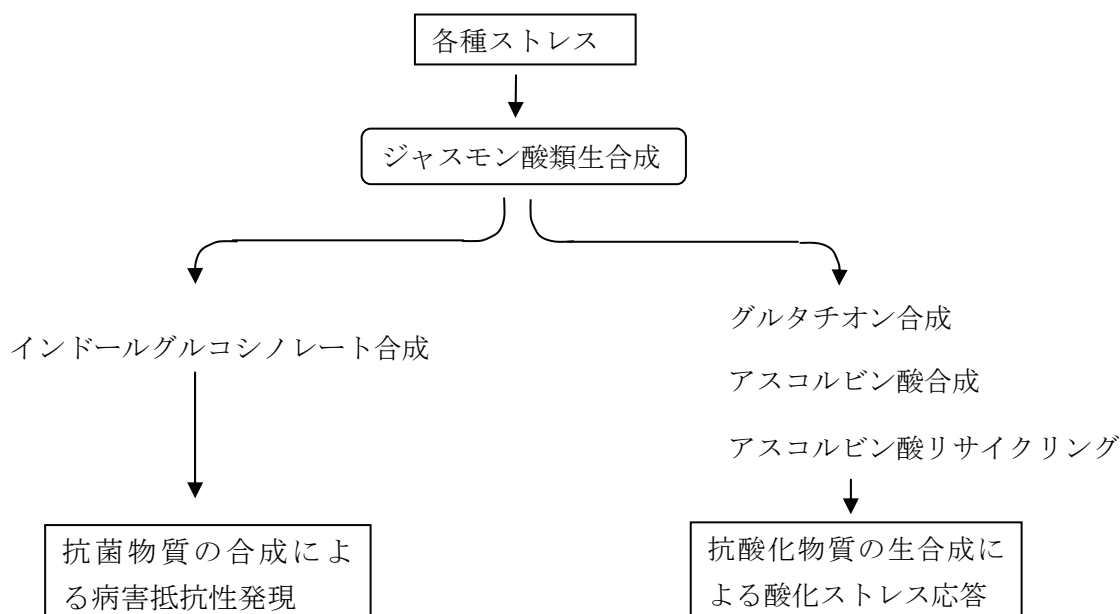 各種ストレス
ジャスモン酸類生合成
インドールグルコシノレート合成
抗菌物質の合成によ
る病害抵抗性発現
グルタチオン合成
アスコルビン酸合成
アスコルビン酸リサイクリング
抗酸化物質の生合成に
よる酸化ストレス応答